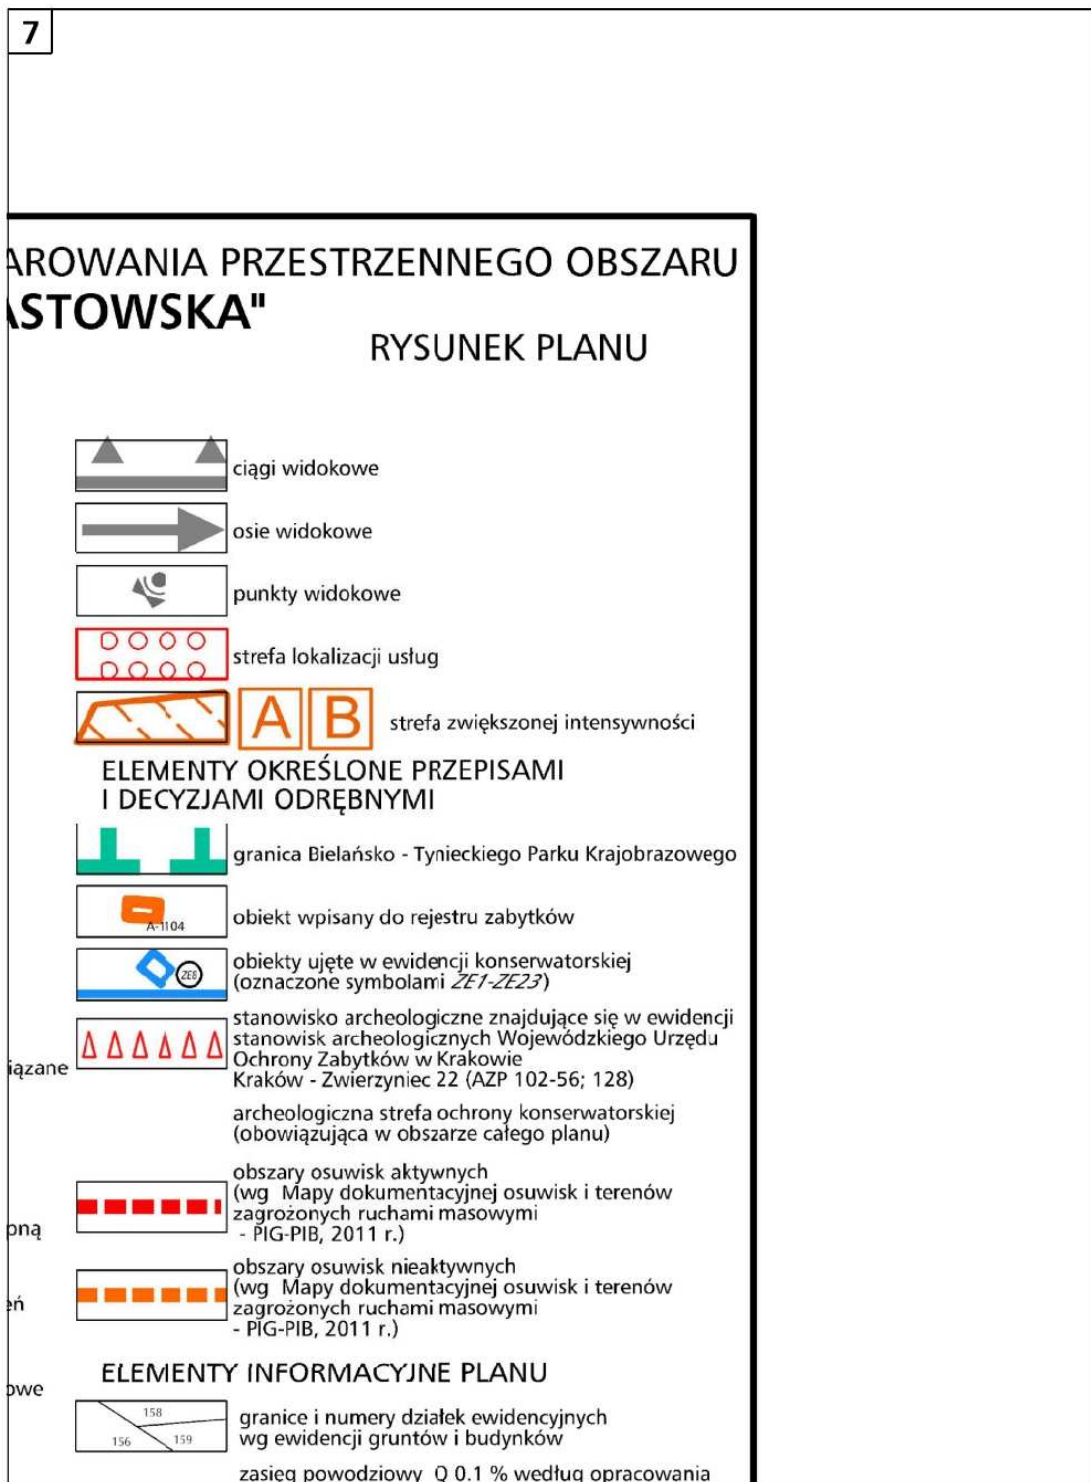 7
AROWANIA PRZESTRZENNEGO OBSZARU
ASTOWSKA"
RYSUNEK PLANU
ciągi widokowe
osie widokowe
punkty widokowe
strefa lokalizacji usług
A B strefa zwiększonej intensywności
ELEMENTY OKREŚLONE PRZEPISAMI
I DECYZJAMI ODRĘBNYMI
granica Bielańsko - Tynieckiego Parku Krajobrazowego
A-1104
obiekt wpisany do rejestru zabytków
ZE8
obiekty ujęte w ewidencji konserwatorskiej
(oznaczone symbolami ZE1-ZE23)
stanowisko archeologiczne znajdujące się w ewidencji
stanowisk archeologicznych Wojewódzkiego Urzędu
Ochrony Zabytków w Krakowie
Kraków - Zwierzyniec 22 (AZP 102-56; 128)
iązane
archeologiczna strefa ochrony konserwatorskiej
(obowiązująca w obszarze całego planu)
obszary osuwisk aktywnych
(wg Mapy dokumentacyjnej osuwisk i terenów
zagrożonych ruchami masowymi
- PIG-PIB, 2011 r.)
pną
obszary osuwisk nieaktywnych
(wg Mapy dokumentacyjnej osuwisk i terenów
zagrożonych ruchami masowymi
- PIG-PIB, 2011 r.)
eń
ELEMENTY INFORMACYJNE PLANU
owe
158
156 159
granice i numery działek ewidencyjnych
wg ewidencji gruntów i budynków
zasięg powodziowy Q 0.1 % według opracowania